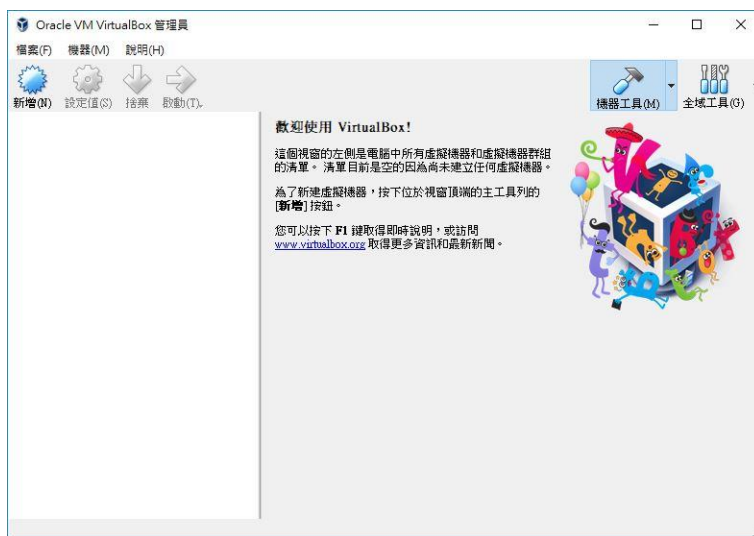 Oracle VM VirtualBox 管理員
檔案(F) 機器(M) 說明(H)
新增(N) 設定值(S) 捨棄 啟動(T)
機器工具(M) 全域工具(G)
歡迎使用 VirtualBox!
這個視窗的左側是電腦中所有虛擬機器和虛擬機器群組
的清單。 清單目前是空的因為尚未建立任何虛擬機器。
為了新建虛擬機器，按下位於視窗頂端的主工具列的
[新增] 按鈕。
您可以按下 F1 鍵取得即時說明，或訪問
www.virtualbox.org 取得更多資訊和最新新聞。